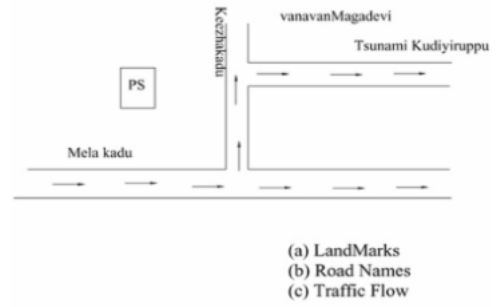 Keezhakadu
vanavanMagadevi
Tsunami Kudiyiruppu
PS
Mela kadu
(a) LandMarks
(b) Road Names
(c) Traffic Flow